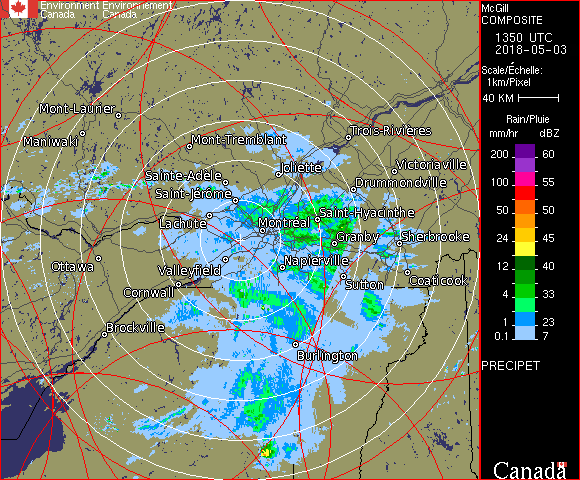 Environment Environnement
Canada Canada
McGill
COMPOSITE
1350 UTC
2018-05-03
Scale/Échelle:
1km/Pixel
40 KM
Rain/Pluie
mm/hr dBZ
200 60
100 55
50 50
24 45
12 40
4 33
2 23
0.1 7
PRECIPET
Canada
Mont-Laurier
Maniwaki
Mont-Tremblant
Trois-Rivières
Joliette
Victoriaville
Sainte-Adèle
Drummondville
Saint-Jérôme
Lachute
Saint-Hyacinthe
Montréal
Granby
Sherbrooke
Ottawa
Valleyfield
Napierville
Coaticook
Cornwall
Sutton
Brockville
Burlington